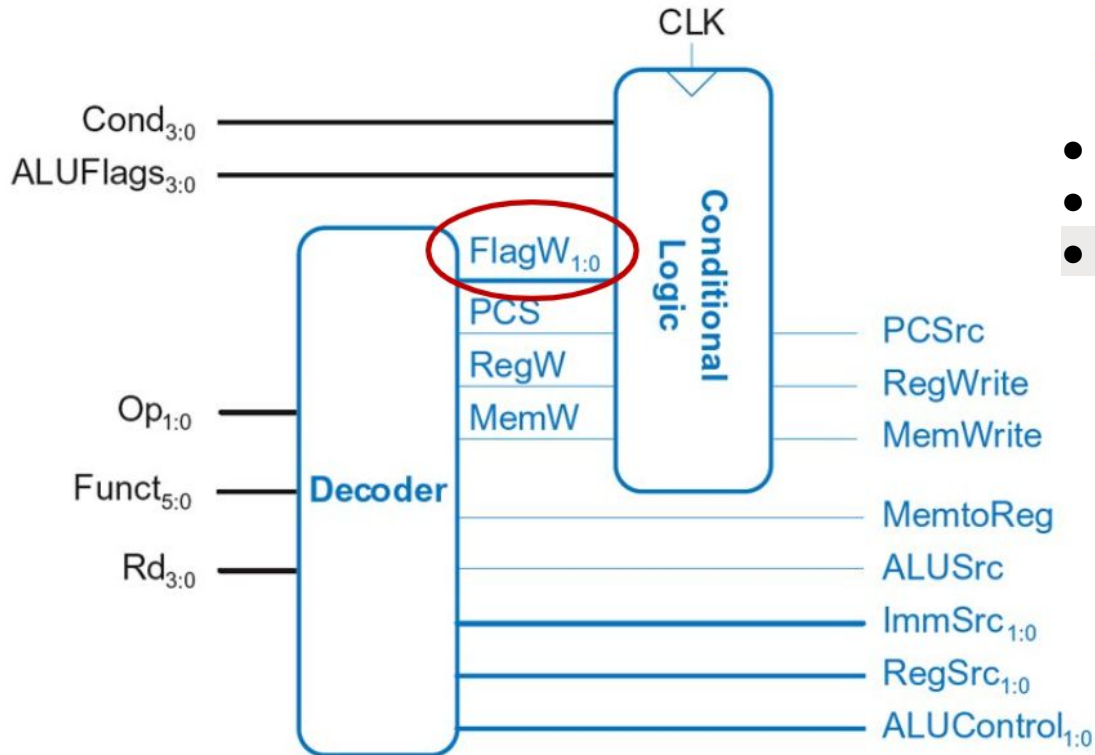 CLK
Cond3:0
ALUFlags3:0
FlagW1:0
PCS
RegW
MemW
Conditional
Logic
PCSrc
RegWrite
MemWrite
Op1:0
Funct5:0
Rd3:0
Decoder
MemtoReg
ALUSrc
ImmSrc1:0
RegSrc1:0
ALUControl1:0